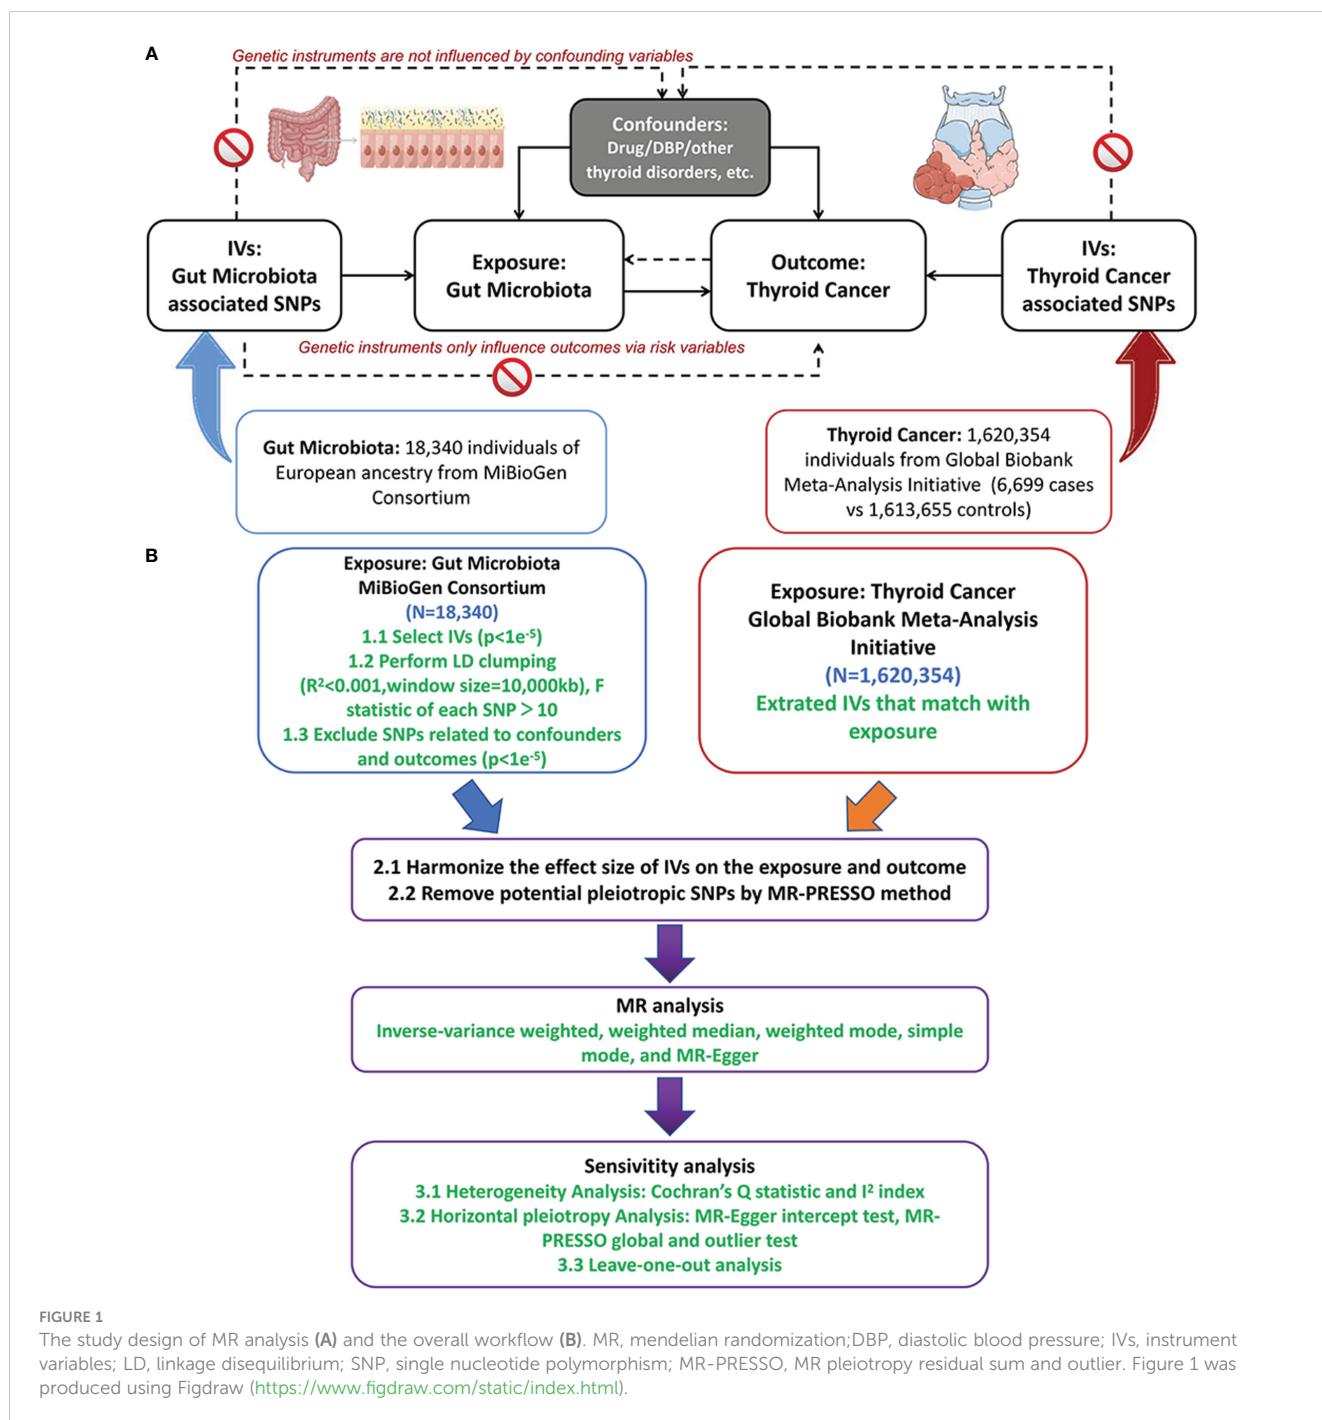 A
Genetic instruments are not influenced by confounding variables
Confounders:
Drug/DBP/other
thyroid disorders, etc.
IVs:
Gut Microbiota
associated SNPs
Exposure:
Gut Microbiota
Outcome:
Thyroid Cancer
IVs:
Thyroid Cancer
associated SNPs
Genetic instruments only influence outcomes via risk variables
Gut Microbiota: 18,340 individuals of
European ancestry from MiBioGen
Consortium
Thyroid Cancer: 1,620,354
individuals from Global Biobank
Meta-Analysis Initiative (6,699 cases
vs 1,613,655 controls)
B
Exposure: Gut Microbiota
MiBioGen Consortium
(N=18,340)
1.1 Select IVs (p<1e⁻⁵)
1.2 Perform LD clumping
(R²<0.001,window size=10,000kb), F
statistic of each SNP > 10
1.3 Exclude SNPs related to confounders
and outcomes (p<1e⁻⁵)
Exposure: Thyroid Cancer
Global Biobank Meta-Analysis
Initiative
(N=1,620,354)
Extrated IVs that match with
exposure
2.1 Harmonize the effect size of IVs on the exposure and outcome
2.2 Remove potential pleiotropic SNPs by MR-PRESSO method
MR analysis
Inverse-variance weighted, weighted median, weighted mode, simple
mode, and MR-Egger
Sensivitity analysis
3.1 Heterogeneity Analysis: Cochran's Q statistic and I² index
3.2 Horizontal pleiotropy Analysis: MR-Egger intercept test, MR-
PRESSO global and outlier test
3.3 Leave-one-out analysis
FIGURE 1
The study design of MR analysis (A) and the overall workflow (B). MR, mendelian randomization;DBP, diastolic blood pressure; IVs, instrument
variables; LD, linkage disequilibrium; SNP, single nucleotide polymorphism; MR-PRESSO, MR pleiotropy residual sum and outlier. Figure 1 was
produced using Figdraw (https://www.figdraw.com/static/index.html).